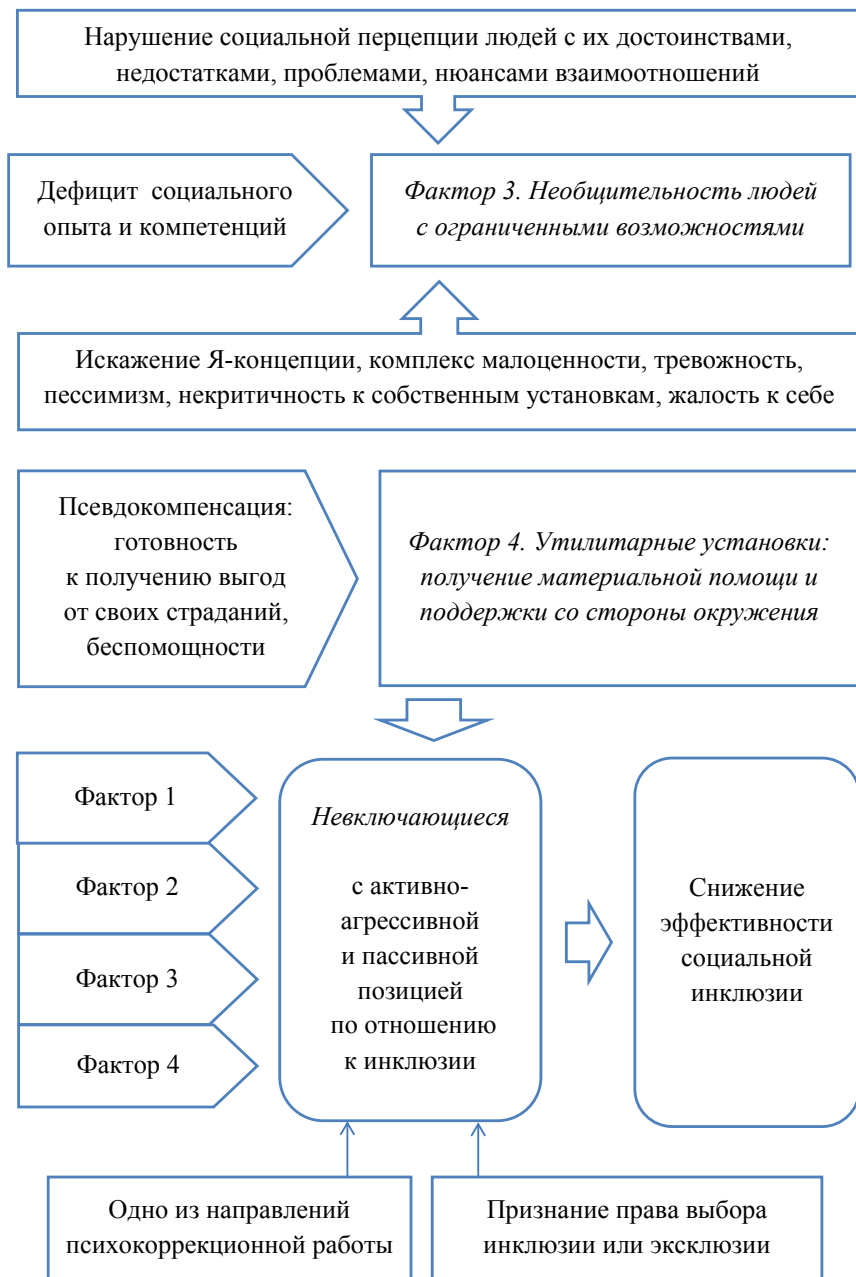 Нарушение социальной перцепции людей с их достоинствами,
недостатками, проблемами, нюансами взаимоотношений
Дефицит социального
опыта и компетенций
Фактор 3. Необщительность людей
с ограниченными возможностями
Искажение Я-концепции, комплекс малоценности, тревожность,
пессимизм, некритичность к собственным установкам, жалость к себе
Псевдокомпенсация:
готовность
к получению выгод
от своих страданий,
беспомощности
Фактор 4. Утилитарные установки:
получение материальной помощи и
поддержки со стороны окружения
Фактор 1
Фактор 2
Фактор 3
Фактор 4
Невключающиеся
с активно-
агрессивной
и пассивной
позицией
по отношению
к инклюзии
Снижение
эффективности
социальной
инклюзии
Одно из направлений
психокоррекционной работы
Признание права выбора
инклюзии или эксклюзии